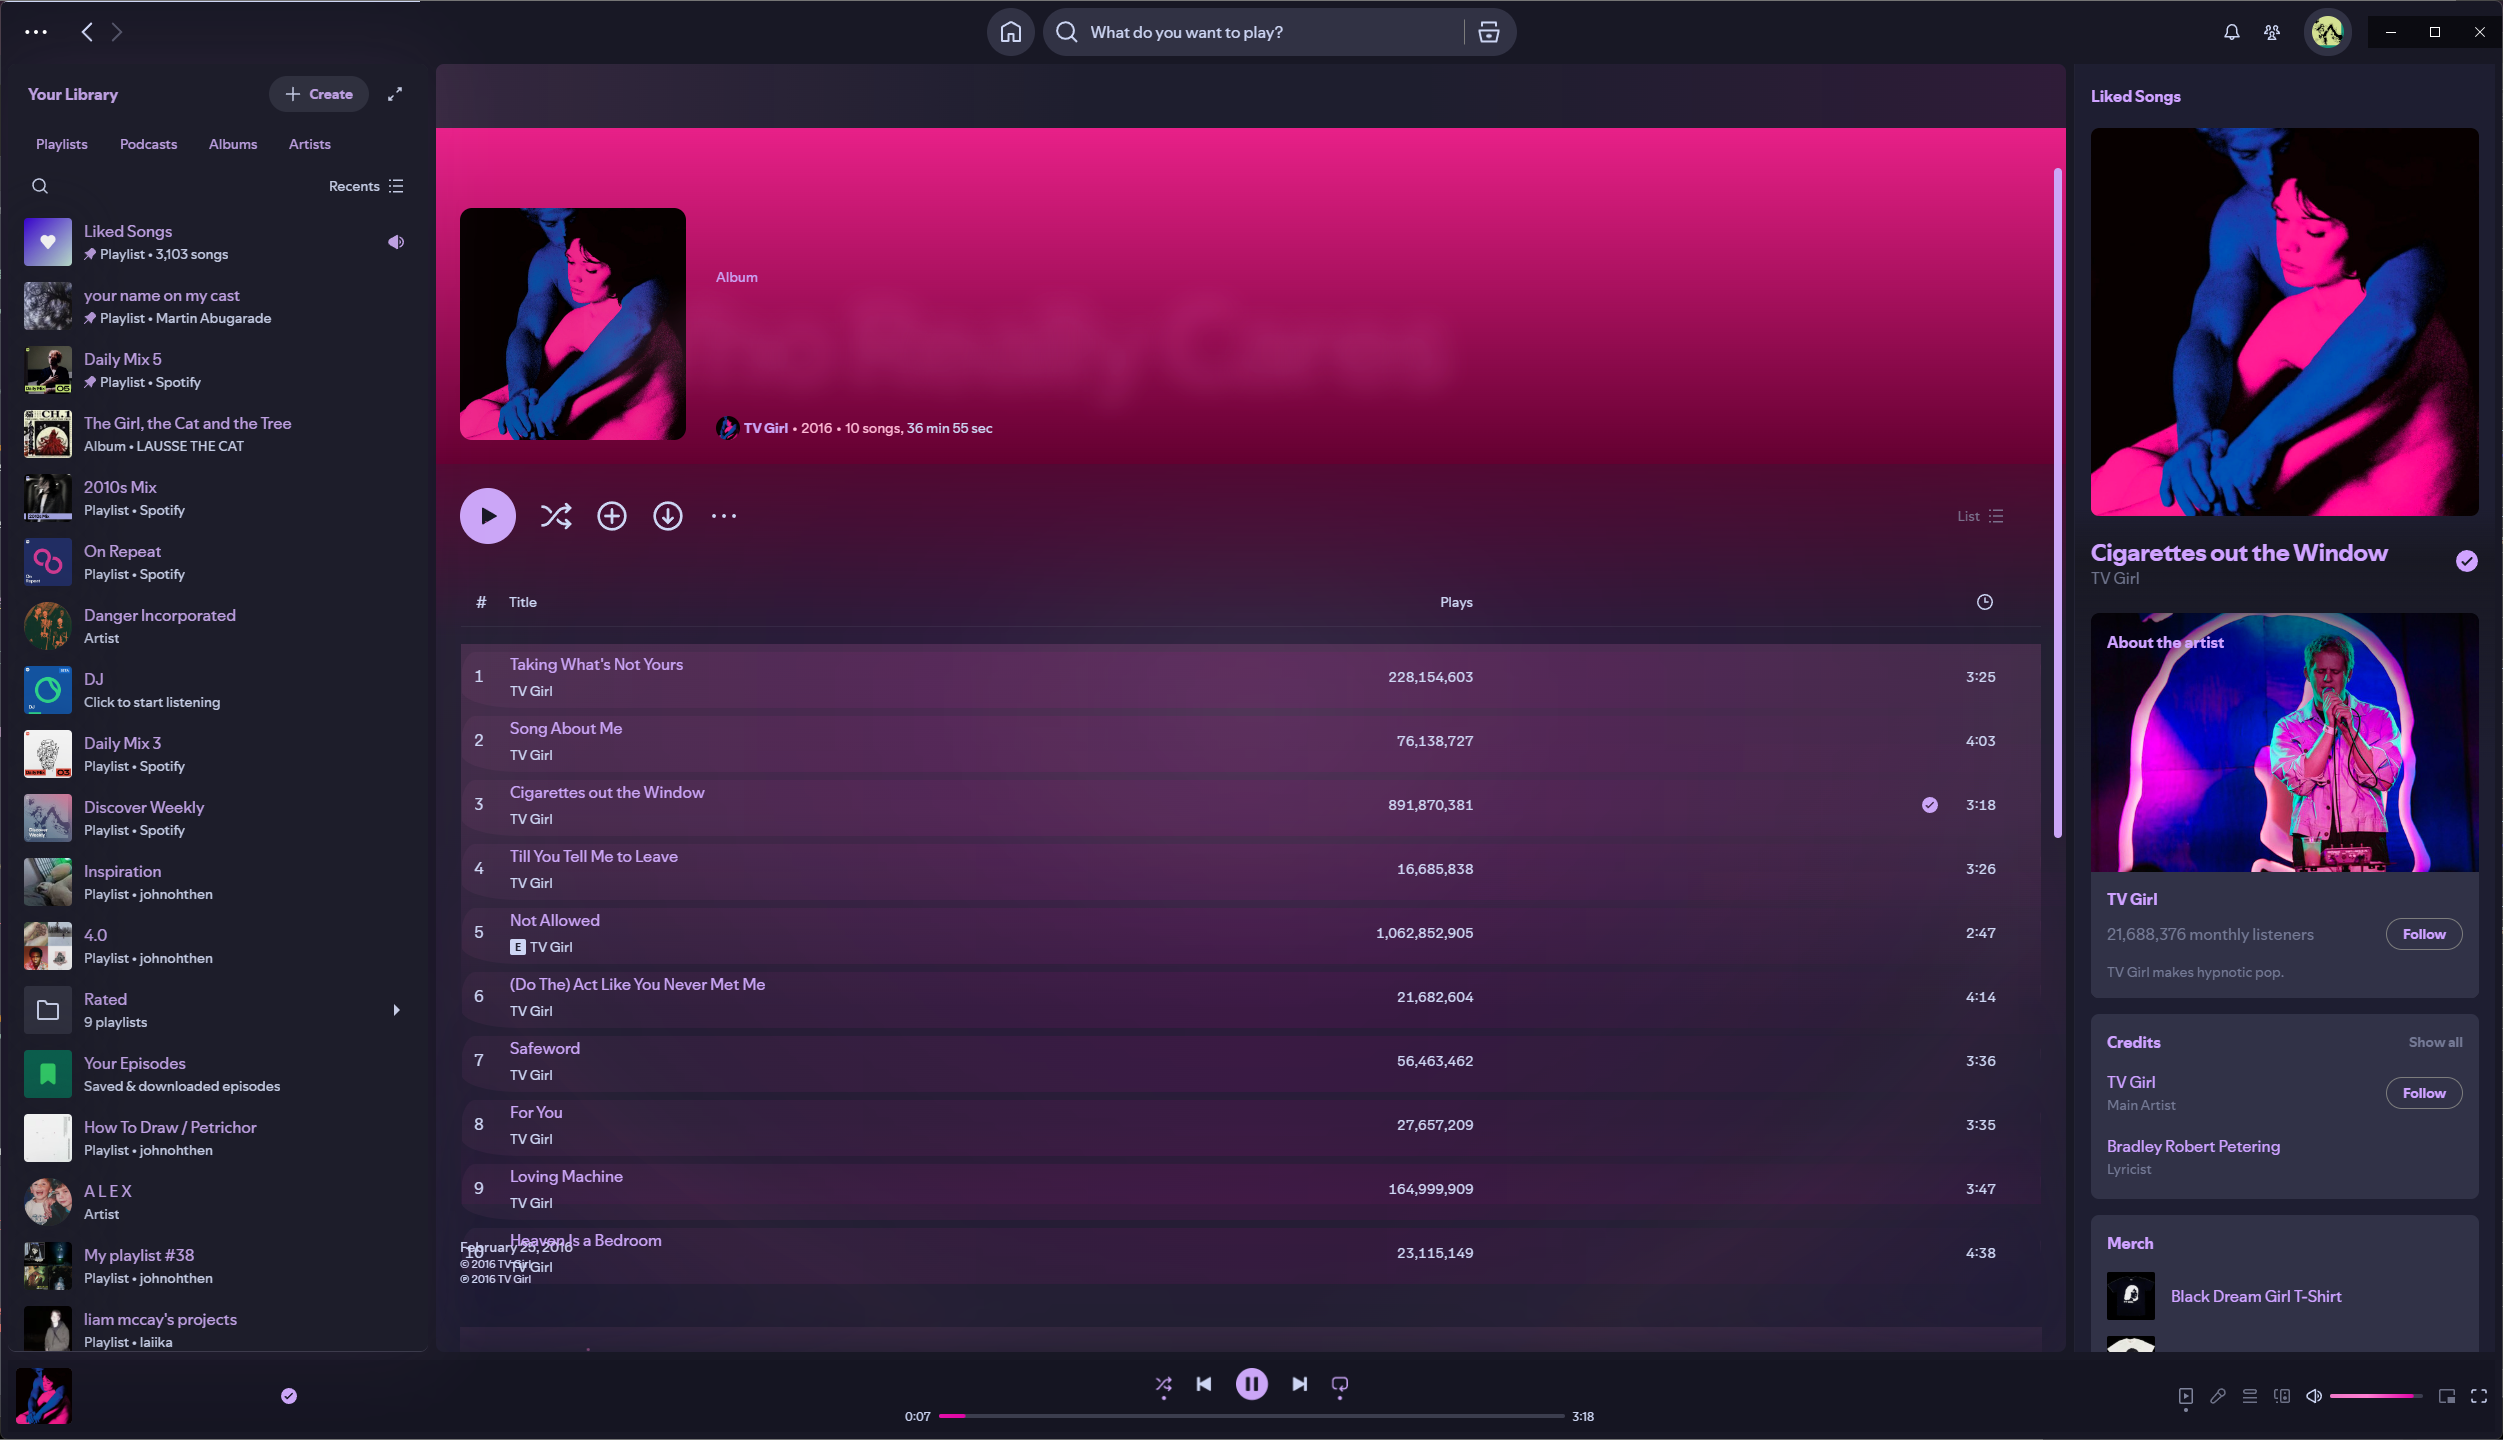 What do you want to play?
Your Library
Create
Playlists
Podcasts
Albums
Artists
Recents
Liked Songs
Playlist • 3,103 songs
your name on my cast
Playlist • Martin Abugarade
Daily Mix 5
Playlist • Spotify
The Girl, the Cat and the Tree
Album • LAUSSE THE CAT
2010s Mix
Playlist • Spotify
On Repeat
Playlist • Spotify
Danger Incorporated
Artist
DJ
Click to start listening
Daily Mix 3
Playlist • Spotify
Discover Weekly
Playlist • Spotify
Inspiration
Playlist • johnohthen
4.0
Playlist • johnohthen
Rated
9 playlists
Your Episodes
Saved & downloaded episodes
How To Draw / Petrichor
Playlist • johnohthen
A L E X
Artist
My playlist #38
Playlist • johnohthen
liam mccay's projects
Playlist • laiika
Album
Really Cares
TV Girl • 2016 • 10 songs, 36 min 55 sec
List
# Title Plays
1 Taking What's Not Yours 228,154,603 3:25
TV Girl
2 Song About Me 76,138,727 4:03
TV Girl
3 Cigarettes out the Window 891,870,381 3:18
TV Girl
4 Till You Tell Me to Leave 16,685,838 3:26
TV Girl
5 Not Allowed 1,062,852,905 2:47
E TV Girl
6 (Do The) Act Like You Never Met Me 21,682,604 4:14
TV Girl
7 Safeword 56,463,462 3:36
TV Girl
8 For You 27,657,209 3:35
TV Girl
9 Loving Machine 164,999,909 3:47
TV Girl
10 Heaven Is a Bedroom 23,115,149 4:38
TV Girl
February 25, 2016
© 2016 TV Girl
℗ 2016 TV Girl
Liked Songs
Cigarettes out the Window
TV Girl
About the artist
TV Girl
21,688,376 monthly listeners
Follow
TV Girl makes hypnotic pop.
Credits
Show all
TV Girl
Main Artist
Follow
Bradley Robert Petering
Lyricist
Merch
Black Dream Girl T-Shirt
0:07
3:18